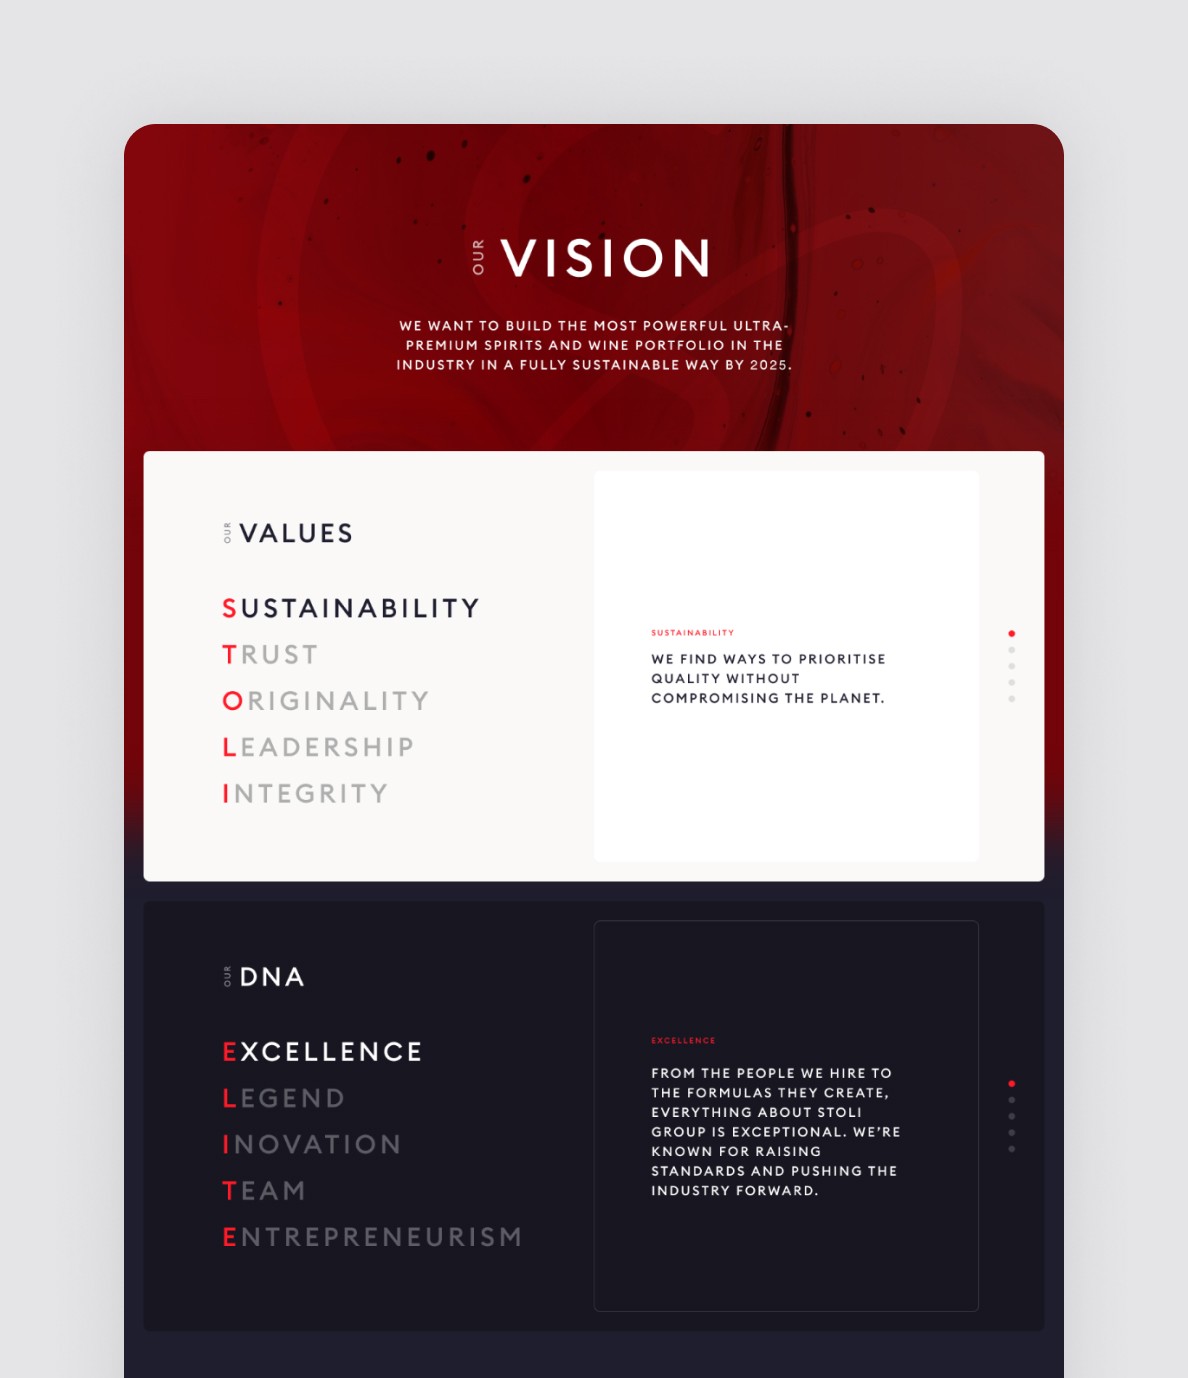 OUR VISION
WE WANT TO BUILD THE MOST POWERFUL ULTRA-
PREMIUM SPIRITS AND WINE PORTFOLIO IN THE
INDUSTRY IN A FULLY SUSTAINABLE WAY BY 2025.
OUR VALUES
SUSTAINABILITY
TRUST
ORIGINALITY
LEADERSHIP
INTEGRITY
SUSTAINABILITY
WE FIND WAYS TO PRIORITISE
QUALITY WITHOUT
COMPROMISING THE PLANET.
OUR DNA
EXCELLENCE
LEGEND
INOVATION
TEAM
ENTREPRENEURISM
EXCELLENCE
FROM THE PEOPLE WE HIRE TO
THE FORMULAS THEY CREATE,
EVERYTHING ABOUT STOLI
GROUP IS EXCEPTIONAL. WE'RE
KNOWN FOR RAISING
STANDARDS AND PUSHING THE
INDUSTRY FORWARD.